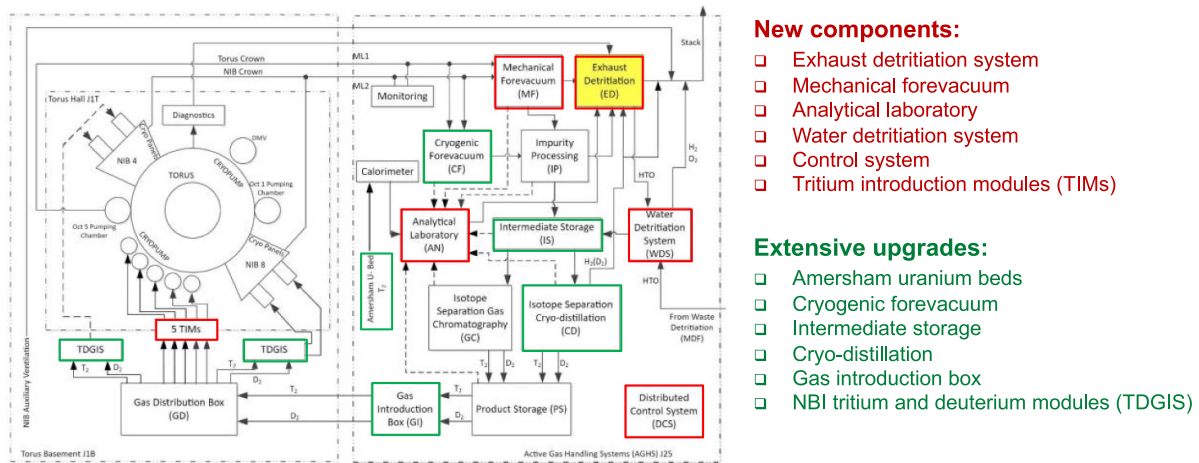 Stack
Torus Crown
ML1
NIB Crown
ML2
Monitoring
Mechanical
Forevacuum
(MF)
Exhaust
Detritiation
(ED)
Torus Hall J1T
Diagnostics
Cryo Panels
NIB 4
DMV
CRYOPUMP
TORUS
Oct 1 Pumping
Chamber
Oct 5 Pumping
Chamber
CRYOPUMP
Cryo Panels
NIB 8
Cryogenic
Forevacuum
(CF)
Impurity
Processing
(IP)
H2
D2
HTO
Calorimeter
Analytical
Laboratory
(AN)
Intermediate Storage
(IS)
Water
Detritiation
System
(WDS)
H2(D2)
HTO
Amersham U- Bed
T2
Isotope
Separation Gas
Chromatography
(GC)
Isotope Separation
Cryo-distillation
(CD)
From Waste
Detritiation
(MDF)
5 TIMs
TDGIS
TDGIS
T2
D2
T2
D2
T2
D2
T2
D2
NIB Auxiliary Ventilation
Gas Distribution Box
(GD)
T2
D2
Gas
Introduction
Box (GI)
T2
D2
Product Storage (PS)
Distributed
Control System
(DCS)
Torus Basement J1B
Active Gas Handling Systems (AGHS) J25
New components:
Exhaust detritiation system
Mechanical forevacuum
Analytical laboratory
Water detritiation system
Control system
Tritium introduction modules (TIMs)
Extensive upgrades:
Amersham uranium beds
Cryogenic forevacuum
Intermediate storage
Cryo-distillation
Gas introduction box
NBI tritium and deuterium modules (TDGIS)